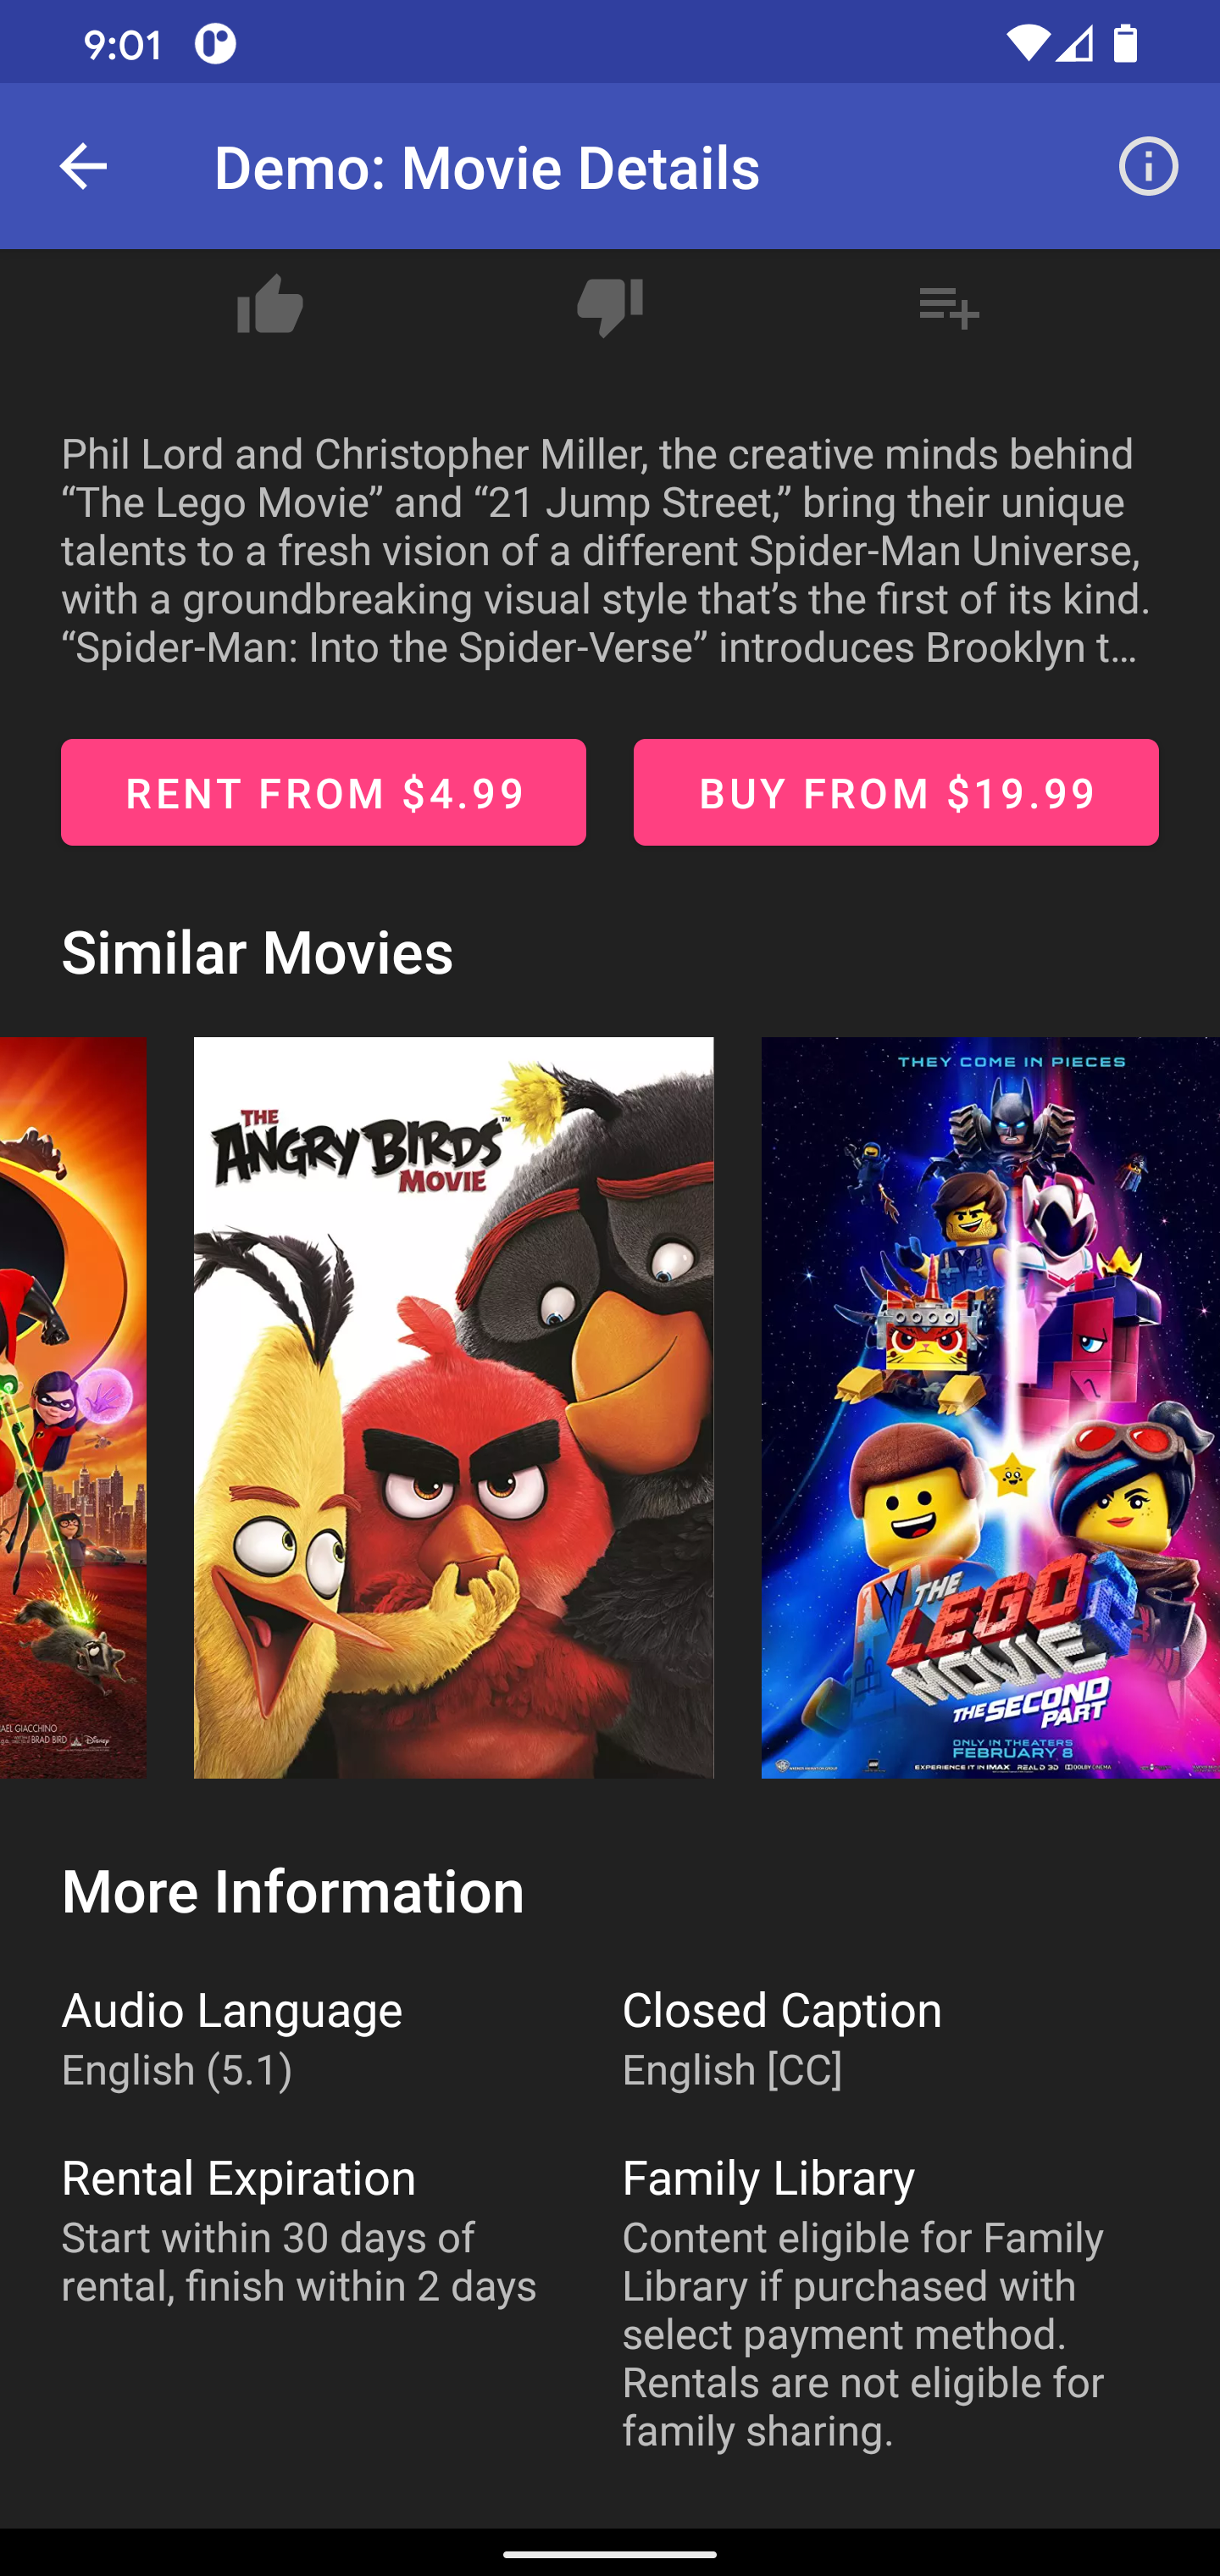 9:01
Demo: Movie Details
Phil Lord and Christopher Miller, the creative minds behind
“The Lego Movie” and “21 Jump Street,” bring their unique
talents to a fresh vision of a different Spider-Man Universe,
with a groundbreaking visual style that’s the first of its kind.
“Spider-Man: Into the Spider-Verse” introduces Brooklyn t…
RENT FROM $4.99
BUY FROM $19.99
Similar Movies
GIACCHINO
BRAD BIRD
Disney
THE
ANGRY BIRDS™
MOVIE
THEY COME IN PIECES
THE
LEGO
MOVIE 2
THE SECOND
PART
ONLY IN THEATERS
FEBRUARY 8
EXPERIENCE IT IN IMAX REAL D 3D DOLBY CINEMA
More Information
Audio Language
English (5.1)
Closed Caption
English [CC]
Rental Expiration
Start within 30 days of
rental, finish within 2 days
Family Library
Content eligible for Family
Library if purchased with
select payment method.
Rentals are not eligible for
family sharing.